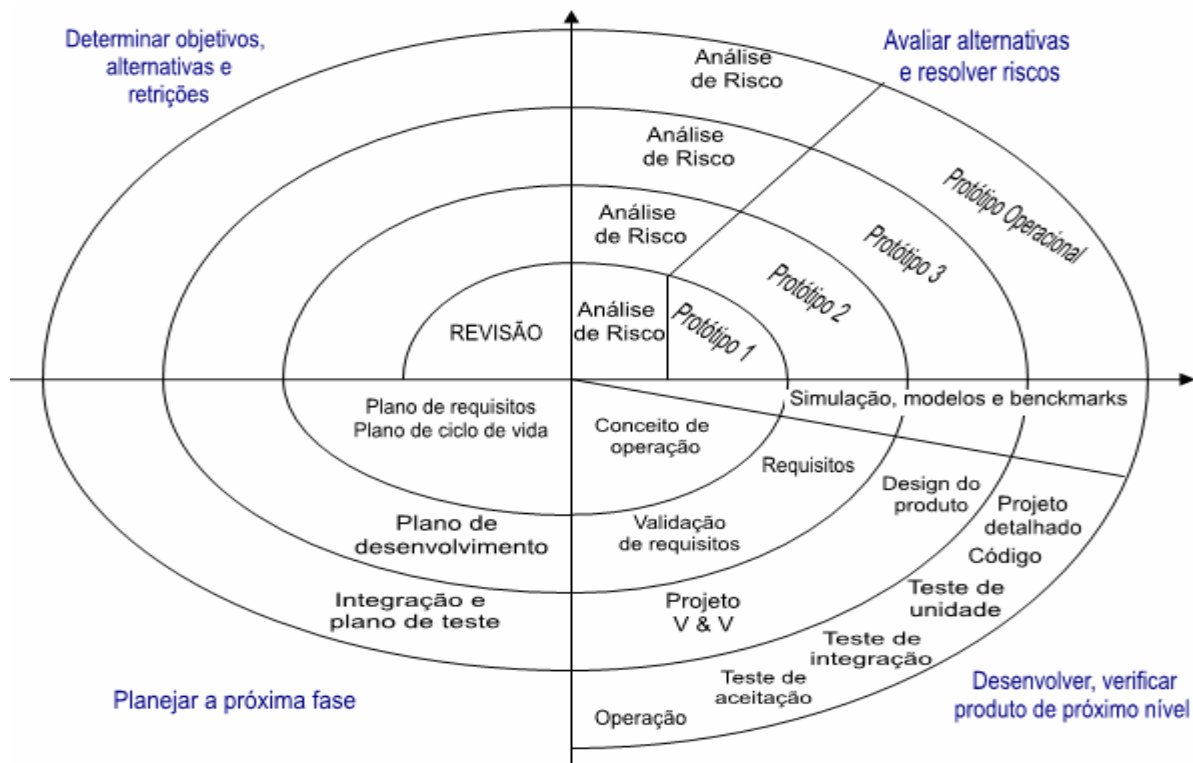 Determinar objetivos,
alternativas e
retrições
Avaliar alternativas
e resolver riscos
Análise
de Risco
Análise
de Risco
Análise
de Risco
Análise
de Risco
Protótipo Operacional
Protótipo 3
Protótipo 2
Protótipo 1
REVISÃO
Simulação, modelos e benckmarks
Plano de requisitos
Plano de ciclo de vida
Conceito de
operação
Requisitos
Design do
produto
Projeto
detalhado
Código
Plano de
desenvolvimento
Validação
de requisitos
Teste de
unidade
Integração e
plano de teste
Projeto
V & V
Teste de
integração
Teste de
aceitação
Operação
Planejar a próxima fase
Desenvolver, verificar
produto de próximo nível